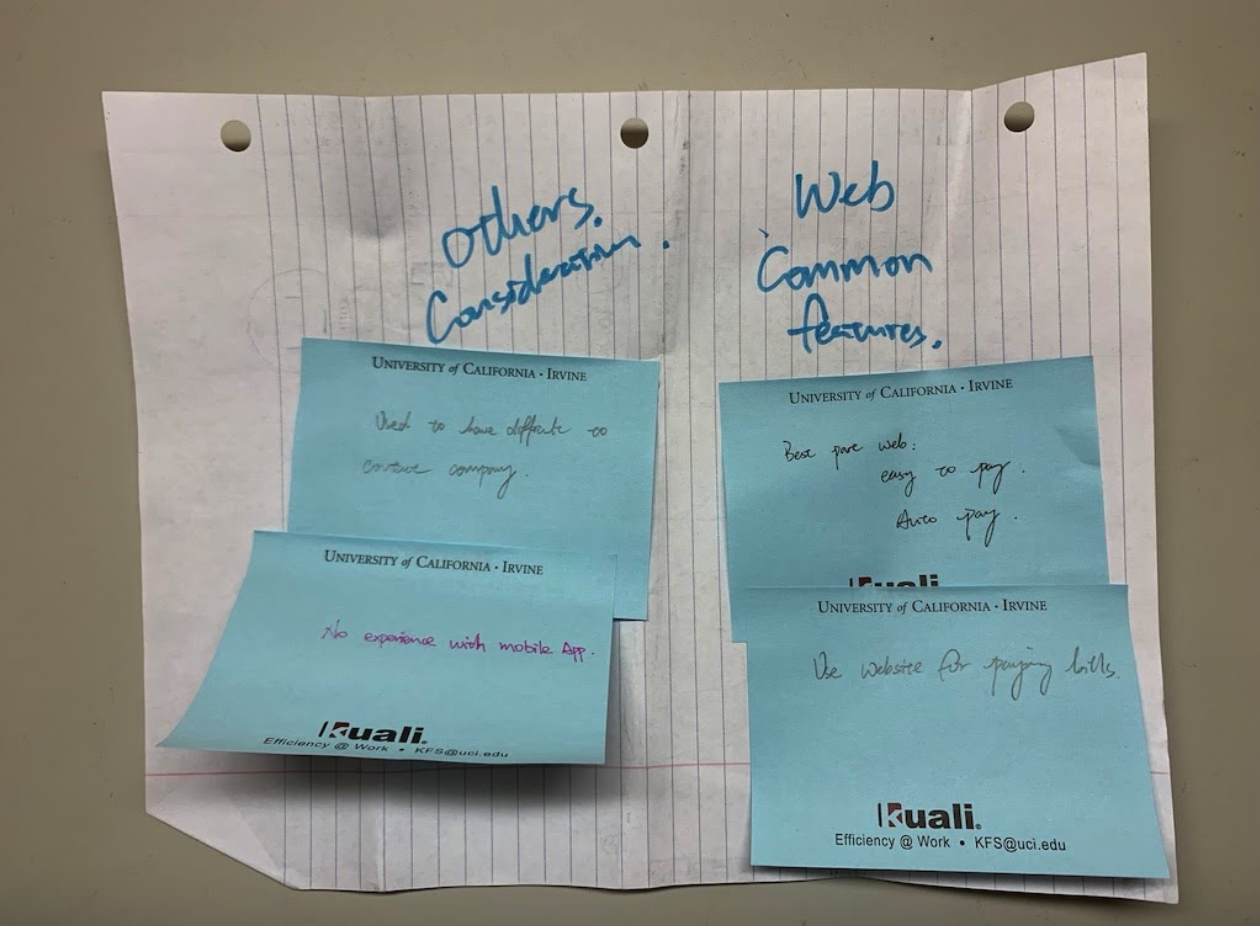 others.
Consideration.
UNIVERSITY of CALIFORNIA · IRVINE
Used to have difficute to
contact company.
UNIVERSITY of CALIFORNIA · IRVINE
No experience with mobile App.
Kuali.
Efficiency @ Work • KFS@uci.edu
Web
Common
features.
UNIVERSITY of CALIFORNIA · IRVINE
Best part web:
easy to pay.
Auto pay.
Kuali
UNIVERSITY of CALIFORNIA · IRVINE
Use website for paying bills.
Kuali.
Efficiency @ Work • KFS@uci.edu